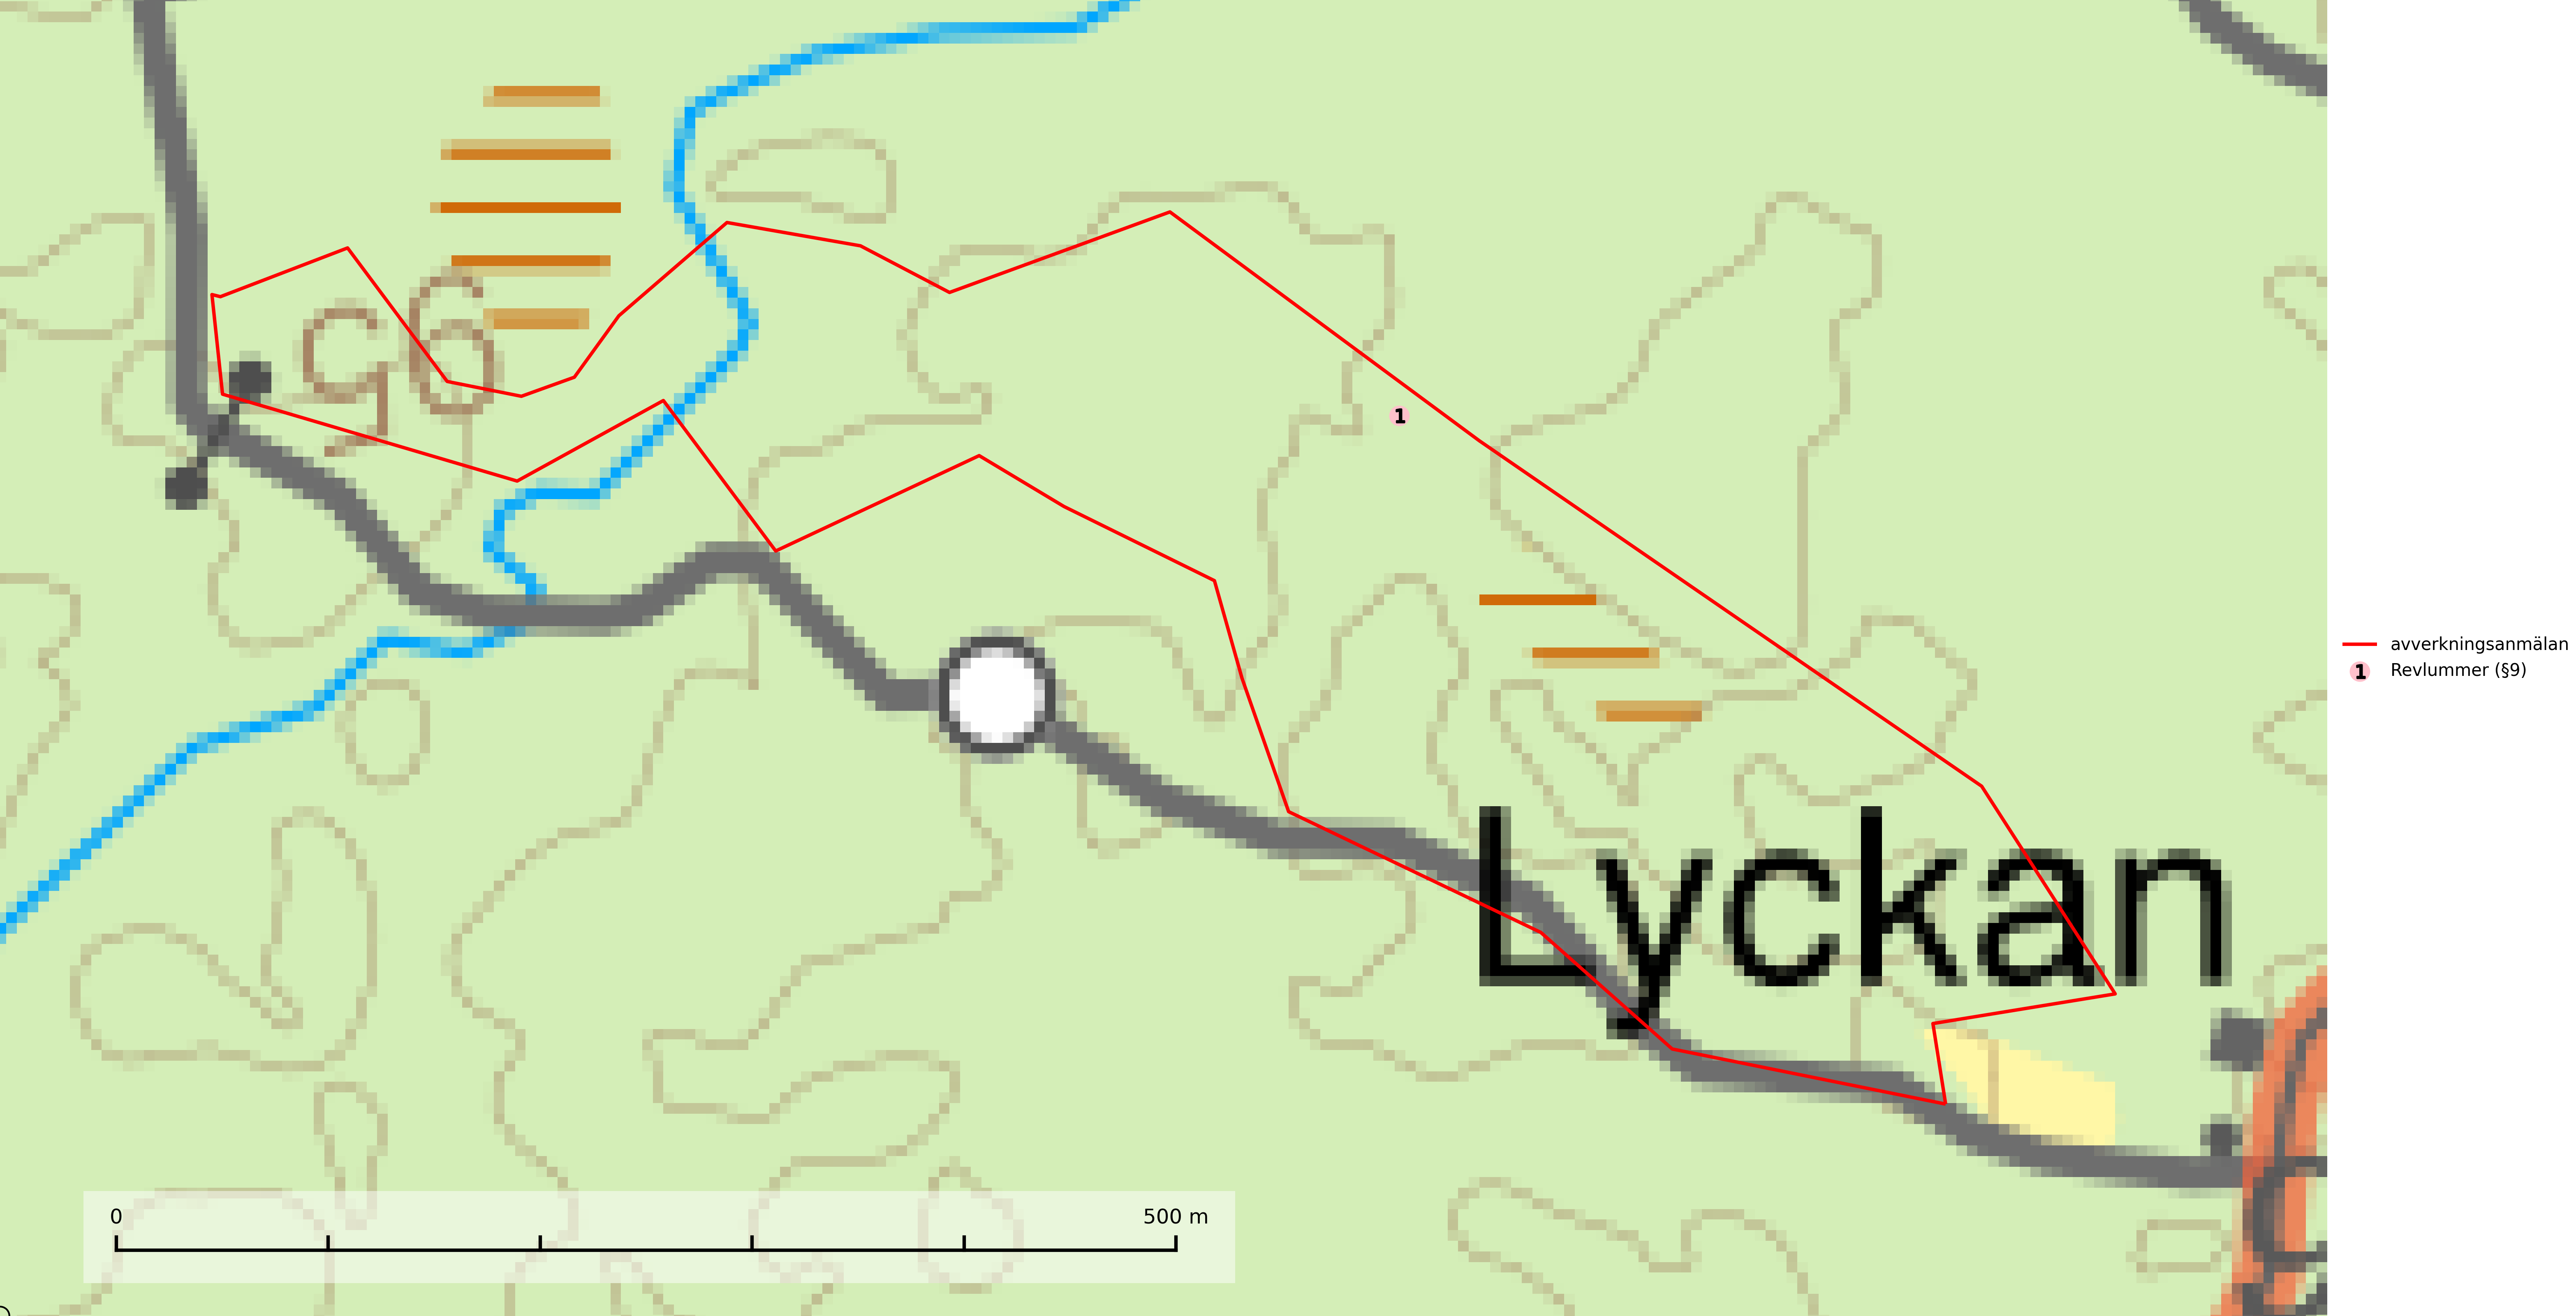 96
1
Lyckan
0 500 m
avverkningsanmälan
1 Revlummer (§9)